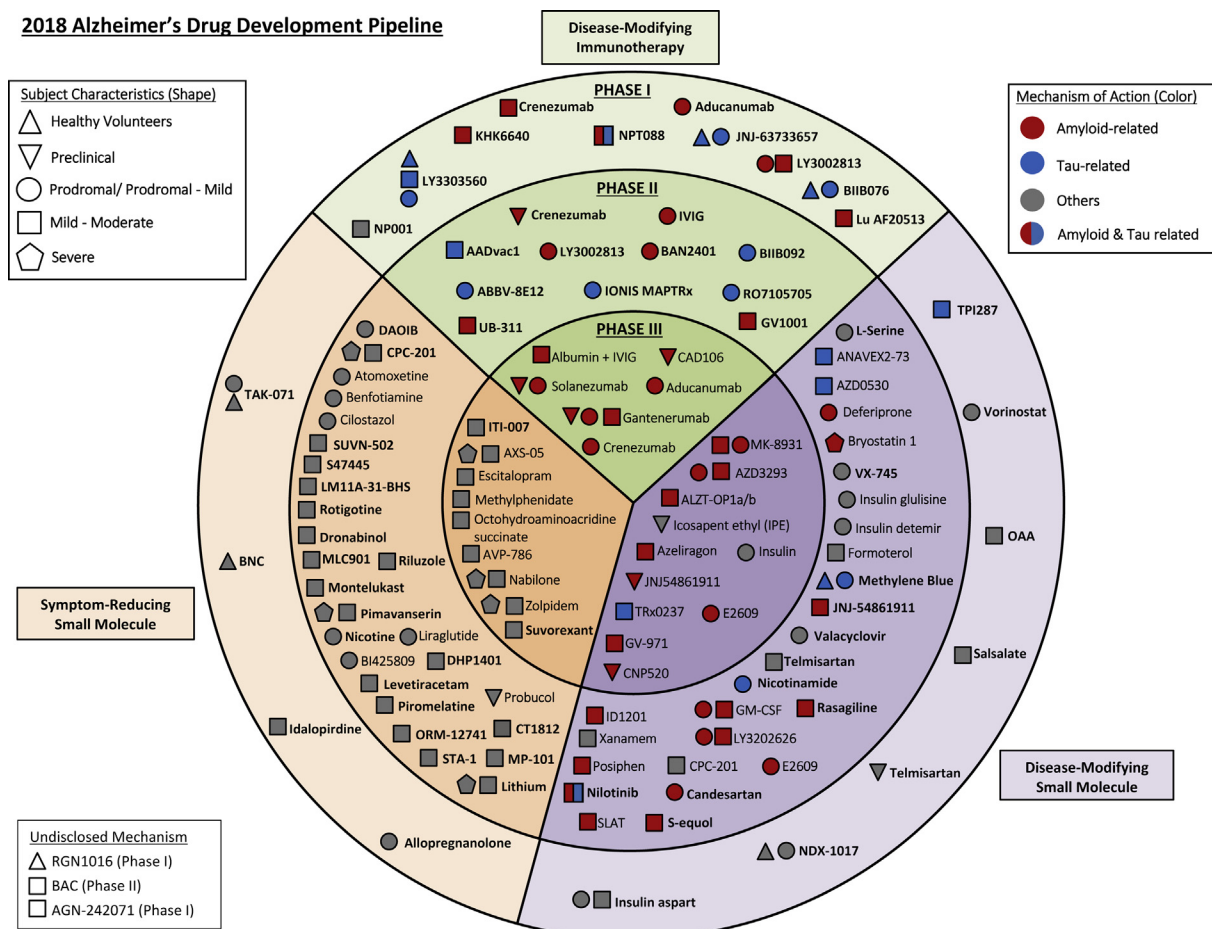 2018 Alzheimer's Drug Development Pipeline
Disease-Modifying
Immunotherapy
Subject Characteristics (Shape)
Healthy Volunteers
Preclinical
Prodromal/ Prodromal - Mild
Mild - Moderate
Severe
Mechanism of Action (Color)
Amyloid-related
Tau-related
Others
Amyloid & Tau related
PHASE I
Crenezumab
Aducanumab
KHK6640
NPT088
JNJ-63733657
LY3303560
LY3002813
BIIB076
NP001
Lu AF20513
PHASE II
Crenezumab
IVIG
AADvac1
LY3002813
BAN2401
BIIB092
ABBV-8E12
IONIS MAPTRx
RO7105705
UB-311
GV1001
PHASE III
Albumin + IVIG
CAD106
Solanezumab
Aducanumab
Gantenerumab
Crenezumab
TPI287
Vorinostat
OAA
Salsalate
Telmisartan
NDX-1017
Insulin aspart
L-Serine
ANAVEX2-73
AZD0530
Deferiprone
Bryostatin 1
VX-745
Insulin glulisine
Insulin detemir
Formoterol
Methylene Blue
JNJ-54861911
Valacyclovir
Telmisartan
Nicotinamide
ID1201
GM-CSF
Rasagiline
Xanamem
LY3202626
Posiphen
CPC-201
E2609
Nilotinib
Candesartan
SLAT
S-equol
MK-8931
AZD3293
ALZT-OP1a/b
Icosapent ethyl (IPE)
Azeliragon
Insulin
JNJ54861911
TRx0237
E2609
GV-971
CNP520
Disease-Modifying
Small Molecule
ITI-007
AXS-05
Escitalopram
Methylphenidate
Octohydroaminoacridine
succinate
AVP-786
Nabilone
Zolpidem
Suvorexant
DAOIB
CPC-201
Atomoxetine
Benfotiamine
Cilostazol
SUVN-502
S47445
LM11A-31-BHS
Rotigotine
Dronabinol
MLC901
Riluzole
Montelukast
Pimavanserin
Nicotine
Liraglutide
BI425809
DHP1401
Levetiracetam
Probucol
Piromelatine
ORM-12741
CT1812
STA-1
MP-101
Lithium
TAK-071
BNC
Idalopirdine
Allopregnanolone
Symptom-Reducing
Small Molecule
Undisclosed Mechanism
RGN1016 (Phase I)
BAC (Phase II)
AGN-242071 (Phase I)